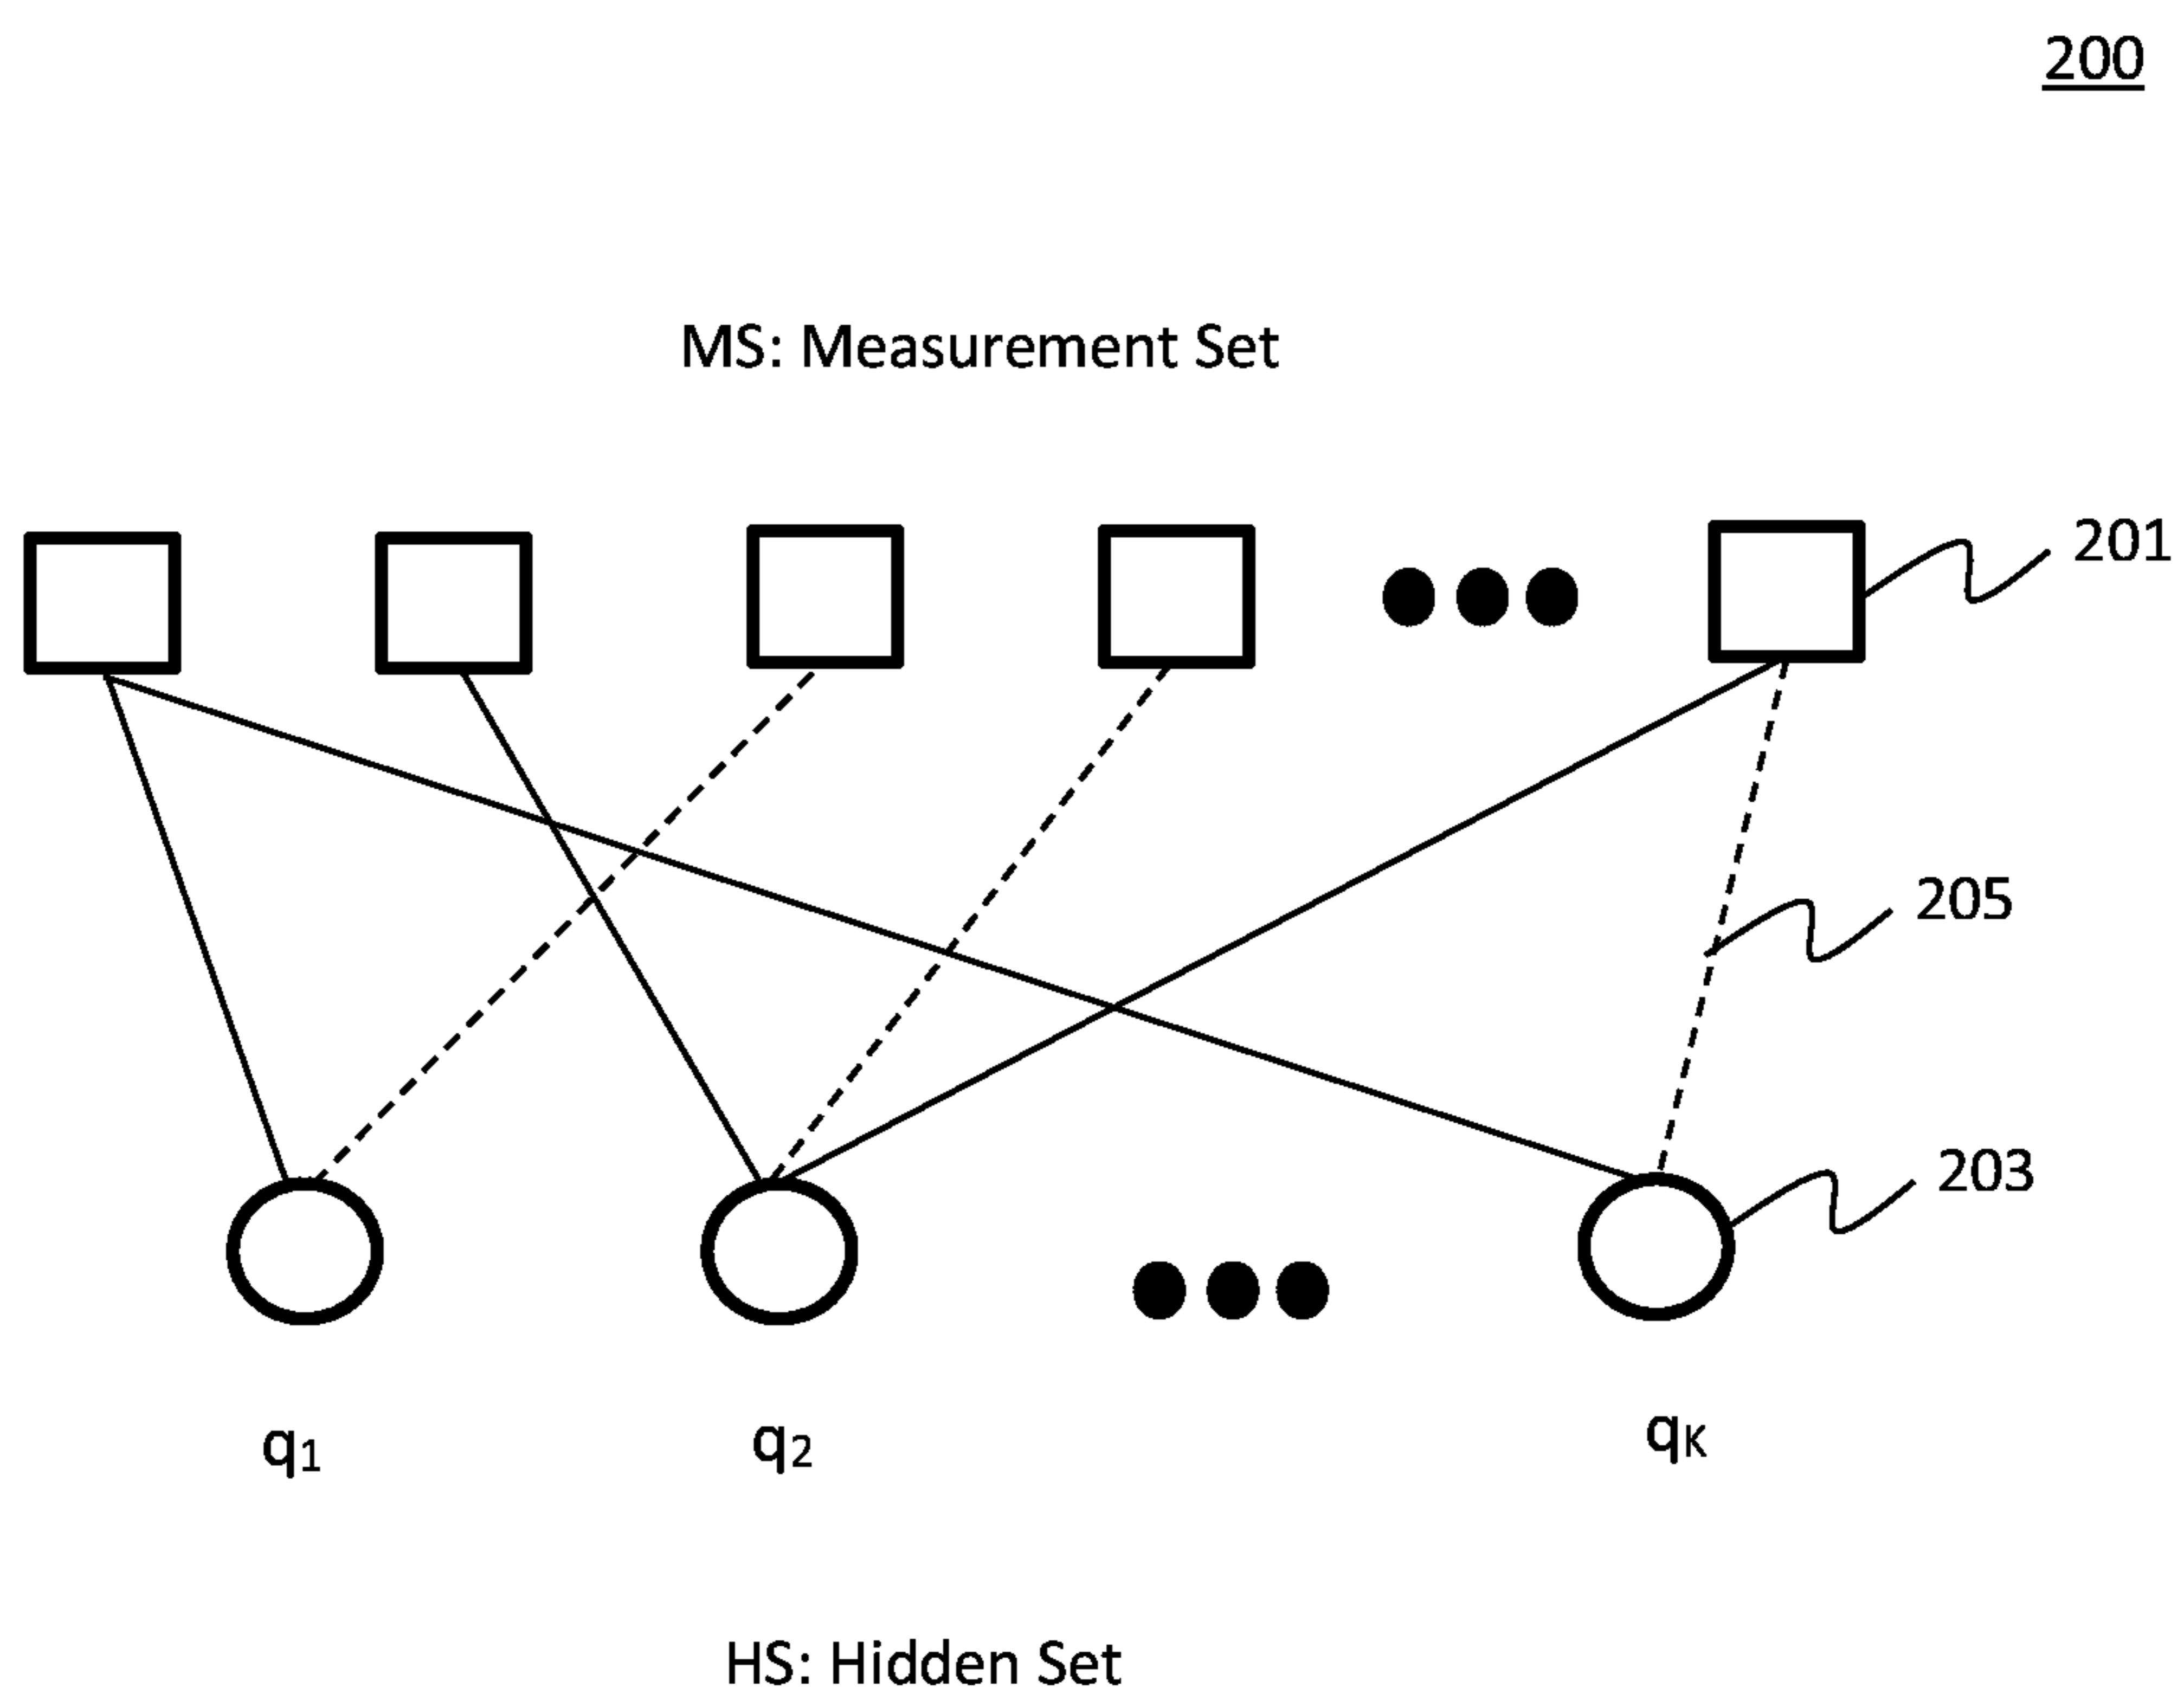 200
MS: Measurement Set
201
205
203
q1
q2
qK
HS: Hidden Set